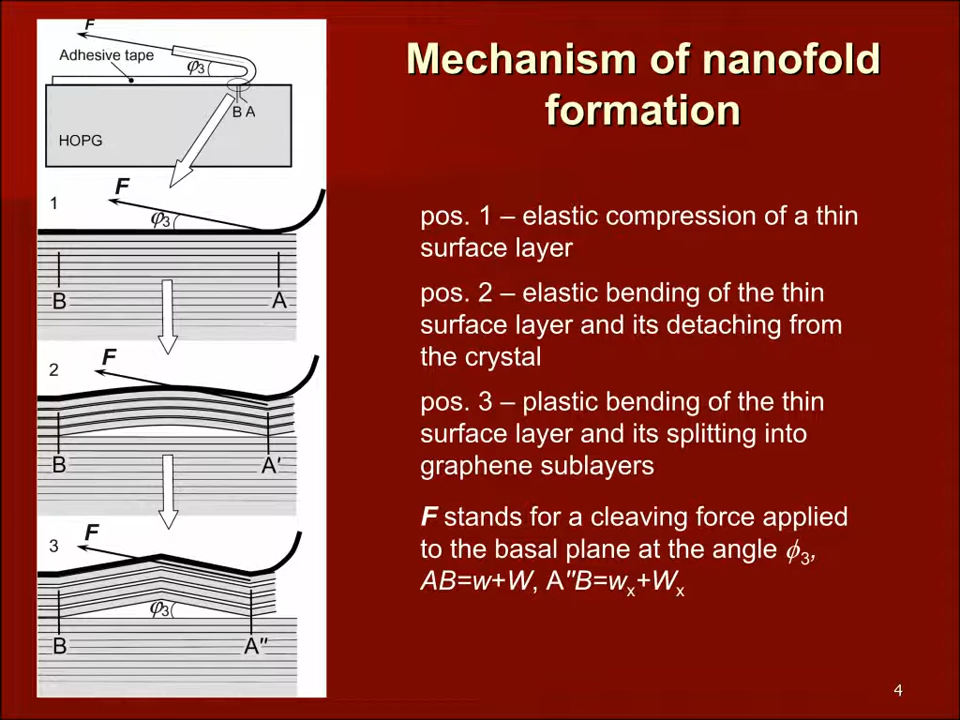 Mechanism of nanofold
formation
F
Adhesive tape
φ3
B A
HOPG
1
F
φ3
B
A
2
F
B
A′
3
F
φ3
B
A″
pos. 1 – elastic compression of a thin
surface layer
pos. 2 – elastic bending of the thin
surface layer and its detaching from
the crystal
pos. 3 – plastic bending of the thin
surface layer and its splitting into
graphene sublayers
F stands for a cleaving force applied
to the basal plane at the angle ϕ3,
AB=w+W, A″B=wx+Wx
4